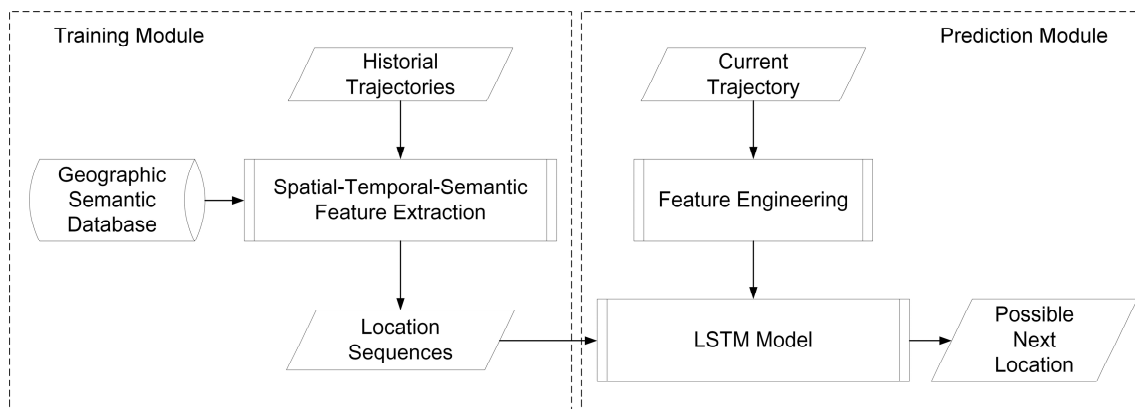 Training Module
Historial
Trajectories
Geographic
Semantic
Database
Spatial-Temporal-Semantic
Feature Extraction
Location
Sequences
Prediction Module
Current
Trajectory
Feature Engineering
LSTM Model
Possible
Next
Location